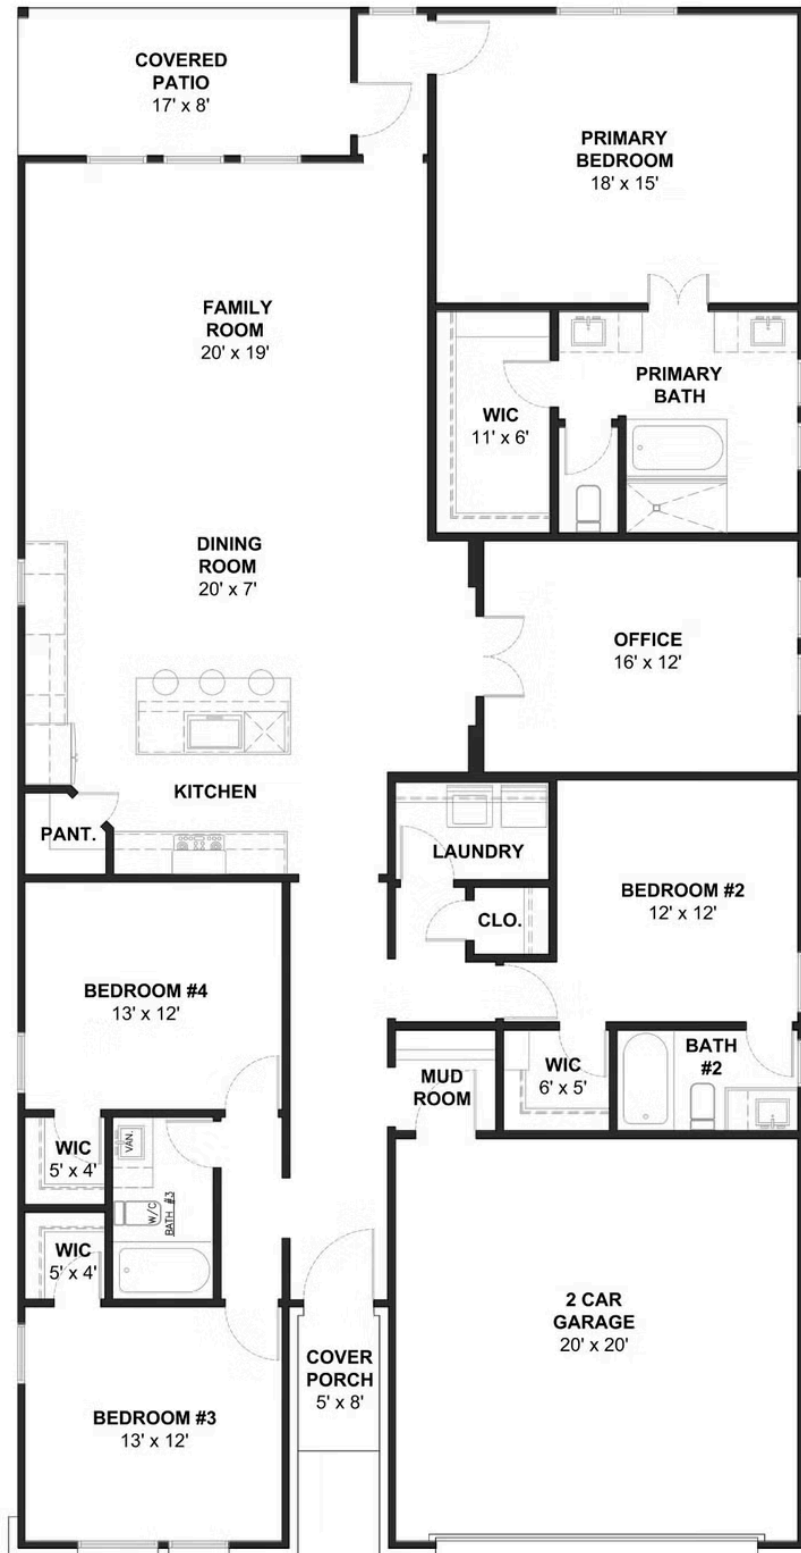 COVERED
PATIO
17' x 8'
PRIMARY
BEDROOM
18' x 15'
FAMILY
ROOM
20' x 19'
PRIMARY
BATH
WIC
11' x 6'
DINING
ROOM
20' x 7'
OFFICE
16' x 12'
KITCHEN
PANT.
LAUNDRY
BEDROOM #2
12' x 12'
CLO.
BEDROOM #4
13' x 12'
MUD
ROOM
WIC
6' x 5'
BATH
#2
WIC
5' x 4'
VAN.
W/C
BATH #3
WIC
5' x 4'
2 CAR
GARAGE
20' x 20'
COVER
PORCH
5' x 8'
BEDROOM #3
13' x 12'